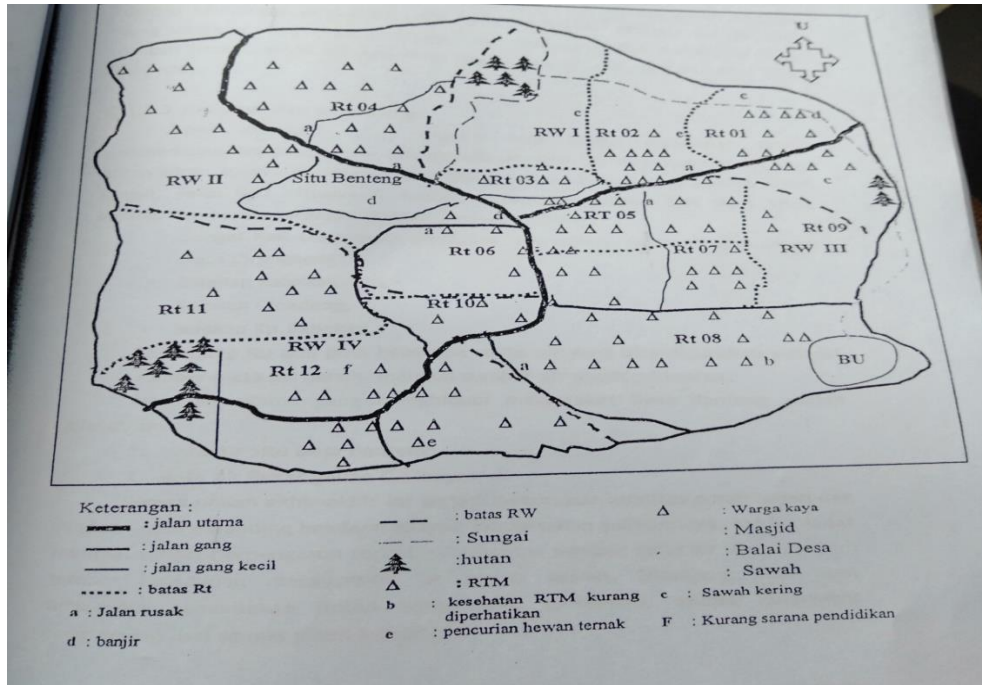 U
Rt 04
a
a
c
c
d
RW I
Rt 02
e
Rt 01
a
RW II
Situ Benteng
Rt 03
c
d
d
RT 05
a
a
Rt 09
Rt 06
Rt 07
RW III
Rt 11
Rt 10
RW IV
Rt 08
Rt 12
f
a
b
BU
e
Keterangan :
: jalan utama
: jalan gang
: jalan gang kecil
: batas Rt
a : Jalan rusak
d : banjir
: batas RW
: Sungai
:hutan
: RTM
b : kesehatan RTM kurang
diperhatikan
e : pencurian hewan ternak
: Warga kaya
: Masjid
: Balai Desa
: Sawah
c : Sawah kering
F : Kurang sarana pendidikan